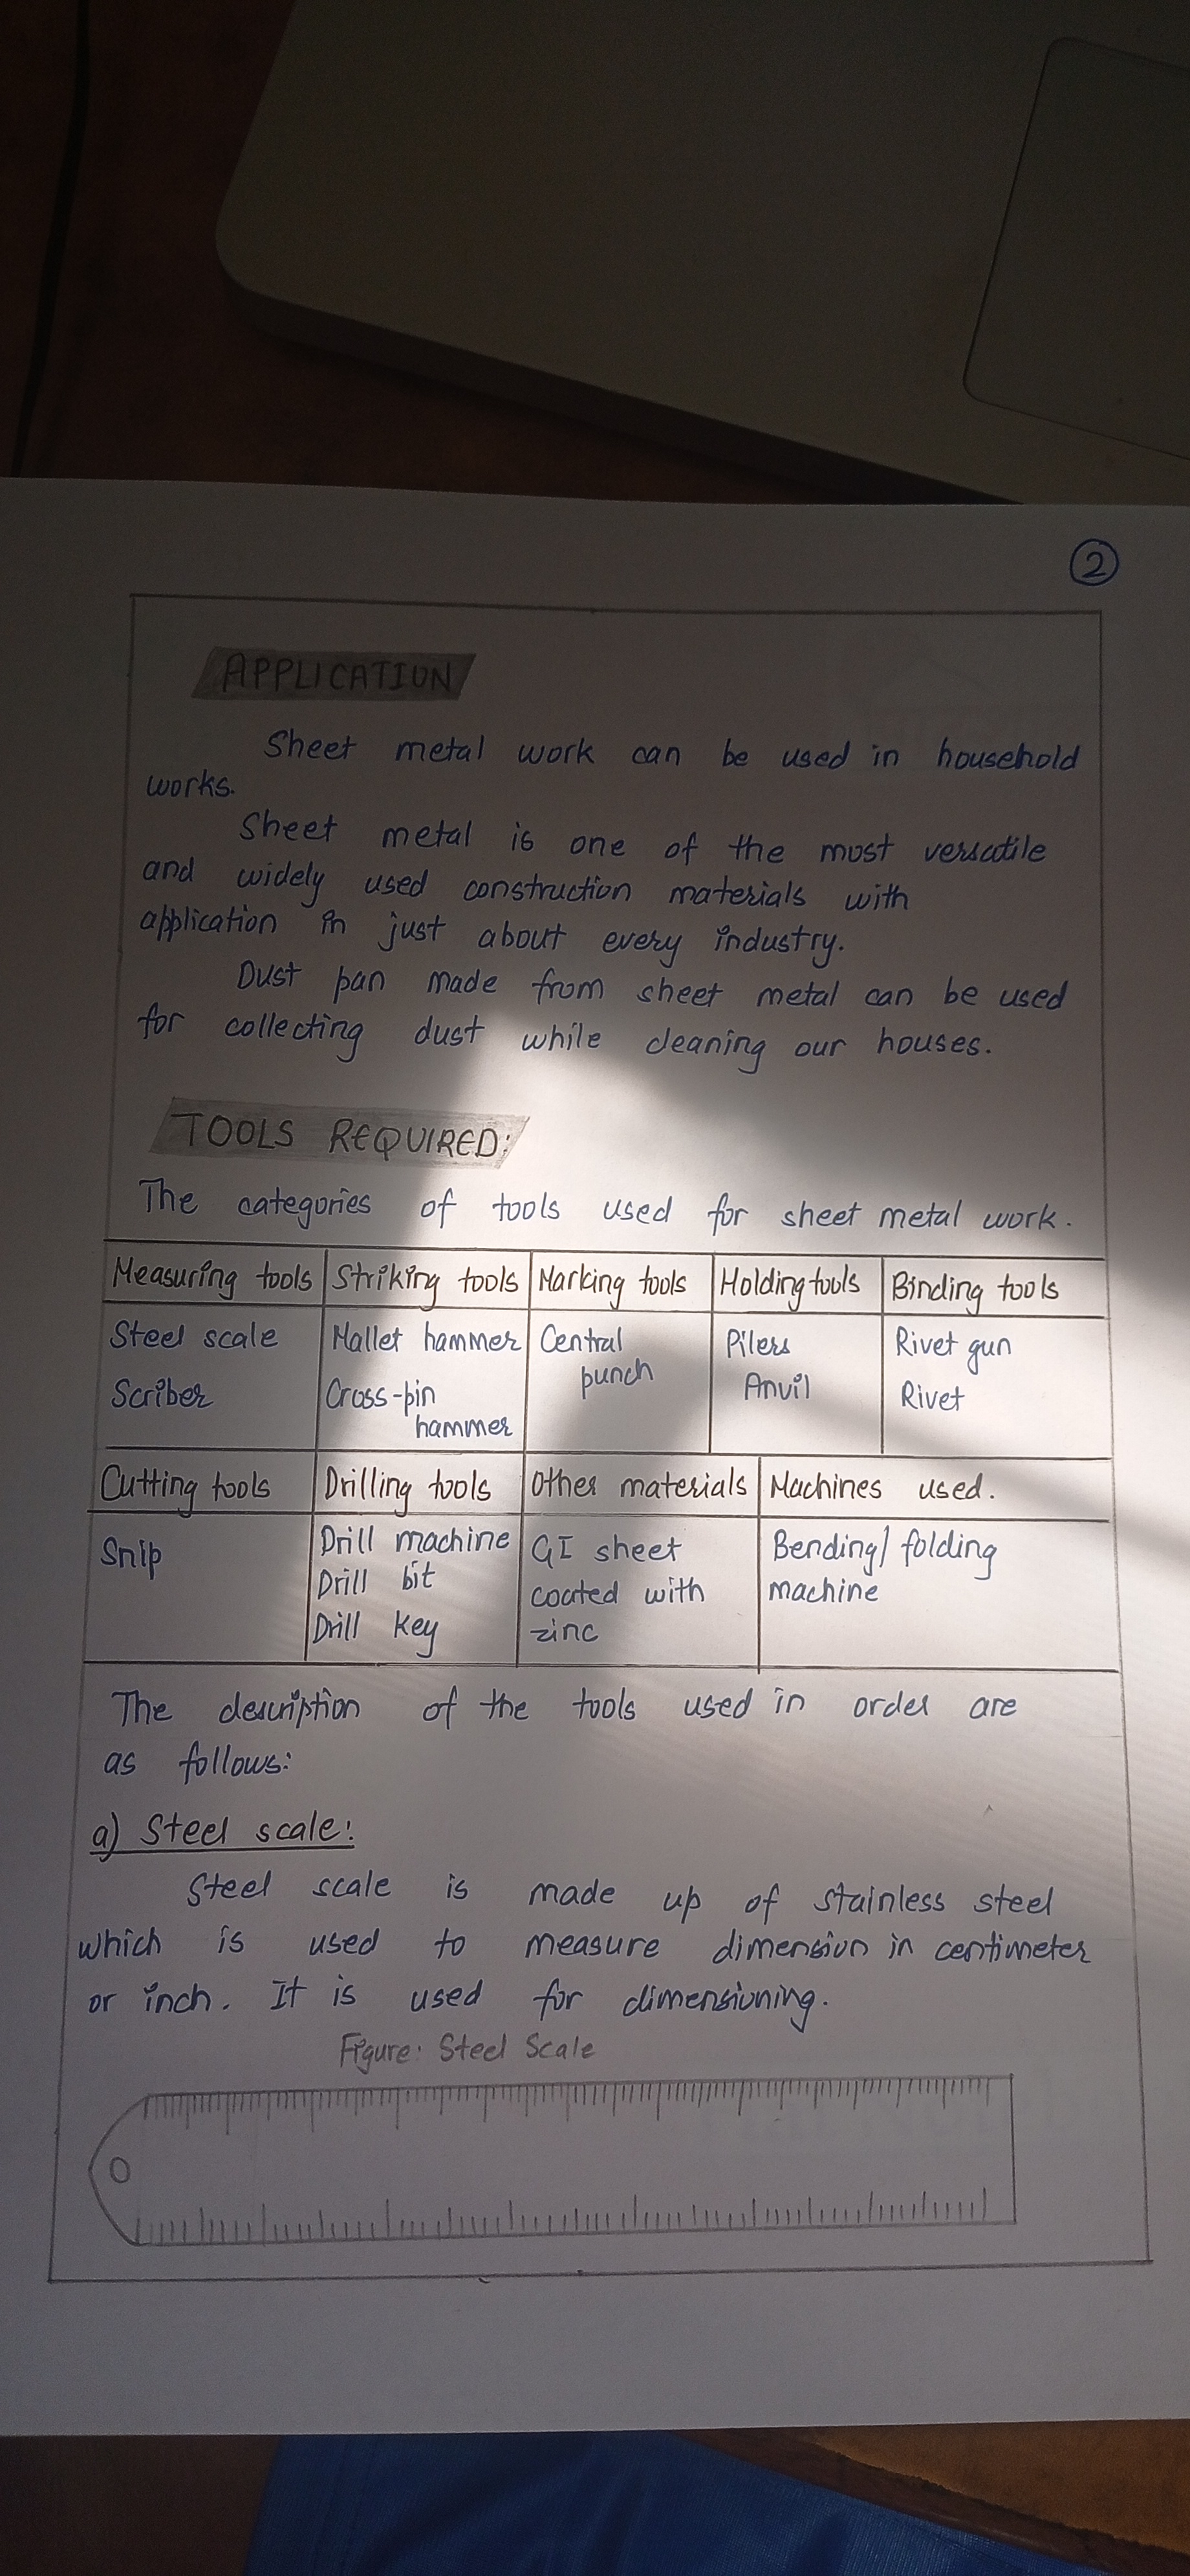 2
APPLICATION
Sheet metal work can be used in household
works.
Sheet metal is one of the most versatile
and widely used construction materials with
application in just about every industry.
Dust pan made from sheet metal can be used
for collecting dust while cleaning our houses.
TOOLS REQUIRED:
The categories of tools used for sheet metal work.
Measuring tools Striking tools Marking tools Holding tools Binding tools
Steel scale Mallet hammer Central Pilers Rivet gun
punch
Scriber Cross-pin Anvil Rivet
hammer
Cutting tools Drilling tools Other materials Machines used.
Snip Drill machine GI sheet Bending/folding
Drill bit coated with machine
Drill key zinc
The description of the tools used in order are
as follows:
a) Steel scale:
Steel scale is made up of stainless steel
which is used to measure dimension in centimeter
or inch. It is used for dimensioning.
Figure: Steel Scale